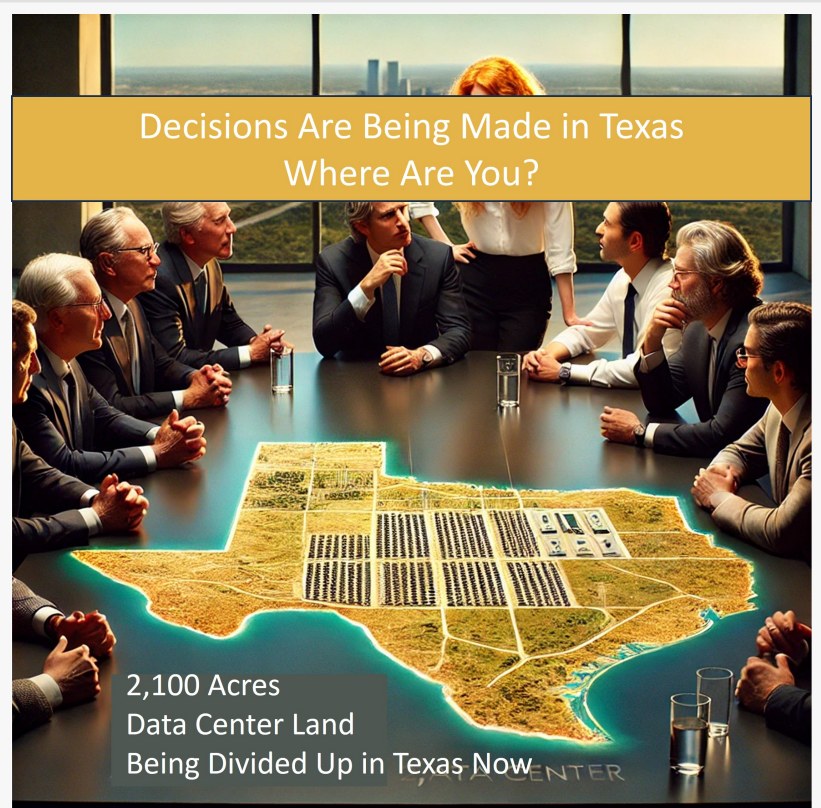 Decisions Are Being Made in Texas
Where Are You?
2,100 Acres
Data Center Land
Being Divided Up in Texas Now
CENTER